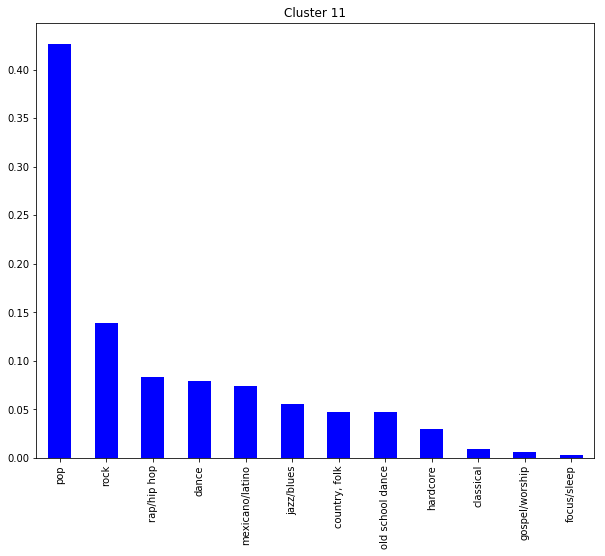 Cluster 11
0.40
0.35
0.30
0.25
0.20
0.15
0.10
0.05
0.00
pop
rock
rap/hip hop
dance
mexicano/latino
jazz/blues
country, folk
old school dance
hardcore
classical
gospel/worship
focus/sleep